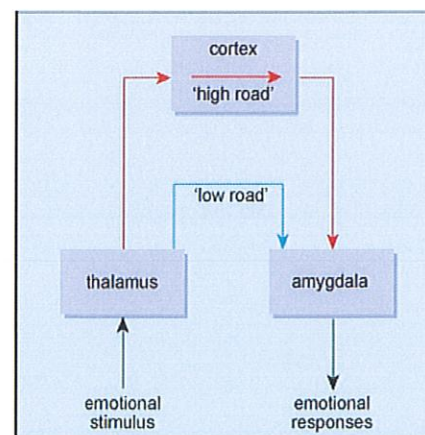 cortex
'high road'
'low road'
thalamus
amygdala
emotional
stimulus
emotional
responses